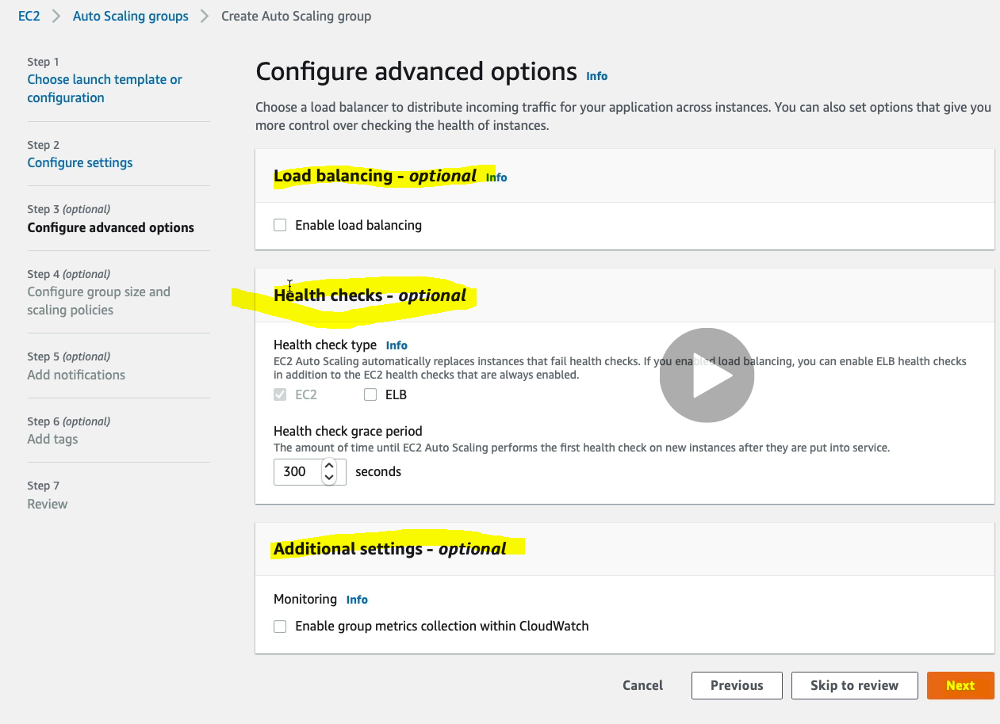 EC2 > Auto Scaling groups > Create Auto Scaling group
Step 1
Choose launch template or
configuration
Step 2
Configure settings
Step 3 (optional)
Configure advanced options
Step 4 (optional)
Configure group size and
scaling policies
Step 5 (optional)
Add notifications
Step 6 (optional)
Add tags
Step 7
Review
Configure advanced options Info
Choose a load balancer to distribute incoming traffic for your application across instances. You can also set options that give you
more control over checking the health of instances.
Load balancing - optional Info
Enable load balancing
Health checks - optional
Health check type Info
EC2 Auto Scaling automatically replaces instances that fail health checks. If you enabled load balancing, you can enable ELB health checks
in addition to the EC2 health checks that are always enabled.
EC2 ELB
Health check grace period
The amount of time until EC2 Auto Scaling performs the first health check on new instances after they are put into service.
300 seconds
Additional settings - optional
Monitoring Info
Enable group metrics collection within CloudWatch
Cancel Previous Skip to review Next